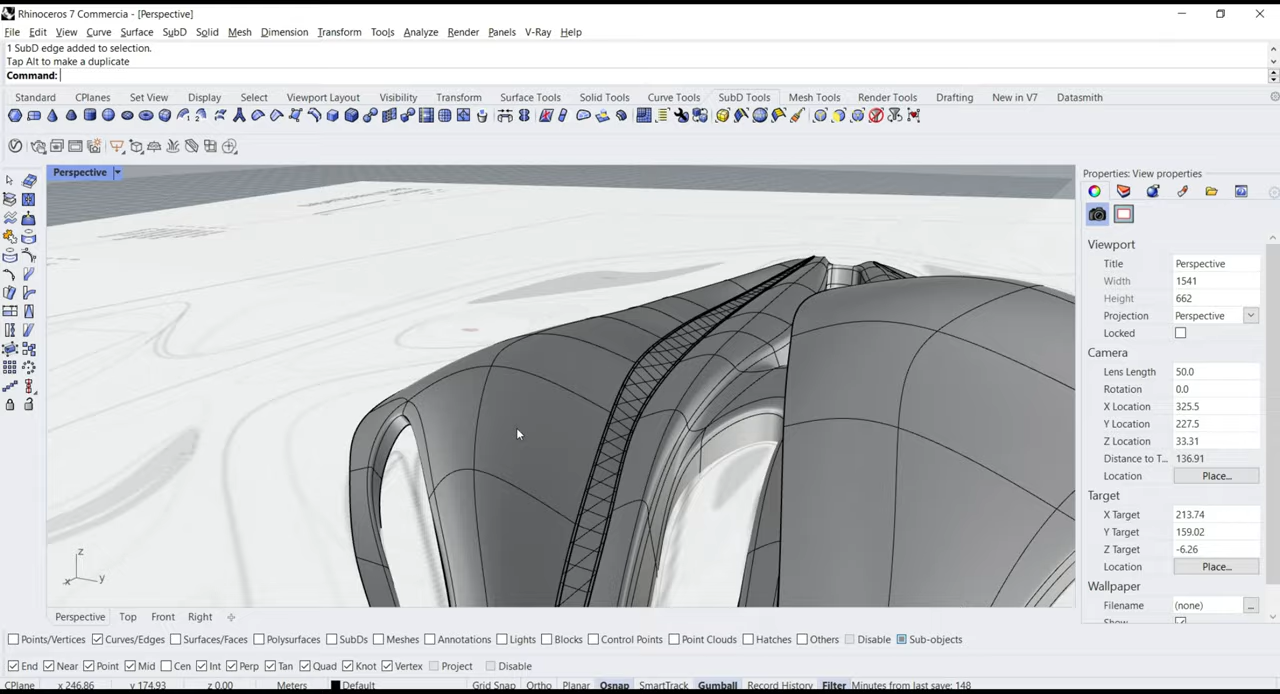 Rhinoceros 7 Commercia - [Perspective]
File Edit View Curve Surface SubD Solid Mesh Dimension Transform Tools Analyze Render Panels V-Ray Help
1 SubD edge added to selection.
Tap Alt to make a duplicate
Command:
Standard CPlanes Set View Display Select Viewport Layout Visibility Transform Surface Tools Solid Tools Curve Tools SubD Tools Mesh Tools Render Tools Drafting New in V7 Datasmith
Perspective
Properties: View properties
Viewport
Title Perspective
Width 1541
Height 662
Projection Perspective
Locked
Camera
Lens Length 50.0
Rotation 0.0
X Location 325.5
Y Location 227.5
Z Location 33.31
Distance to T... 136.91
Location Place...
Target
X Target 213.74
Y Target 159.02
Z Target -6.26
Location Place...
Wallpaper
Filename (none) ...
Show
z
x y
Perspective Top Front Right
Points/Vertices Curves/Edges Surfaces/Faces Polysurfaces SubDs Meshes Annotations Lights Blocks Control Points Point Clouds Hatches Others Disable Sub-objects
End Near Point Mid Cen Int Perp Tan Quad Knot Vertex Project Disable
CPlane x 246.86 y 174.93 z 0.00 Meters Default Grid Snap Ortho Planar Osnap SmartTrack Gumball Record History Filter Minutes from last save: 148